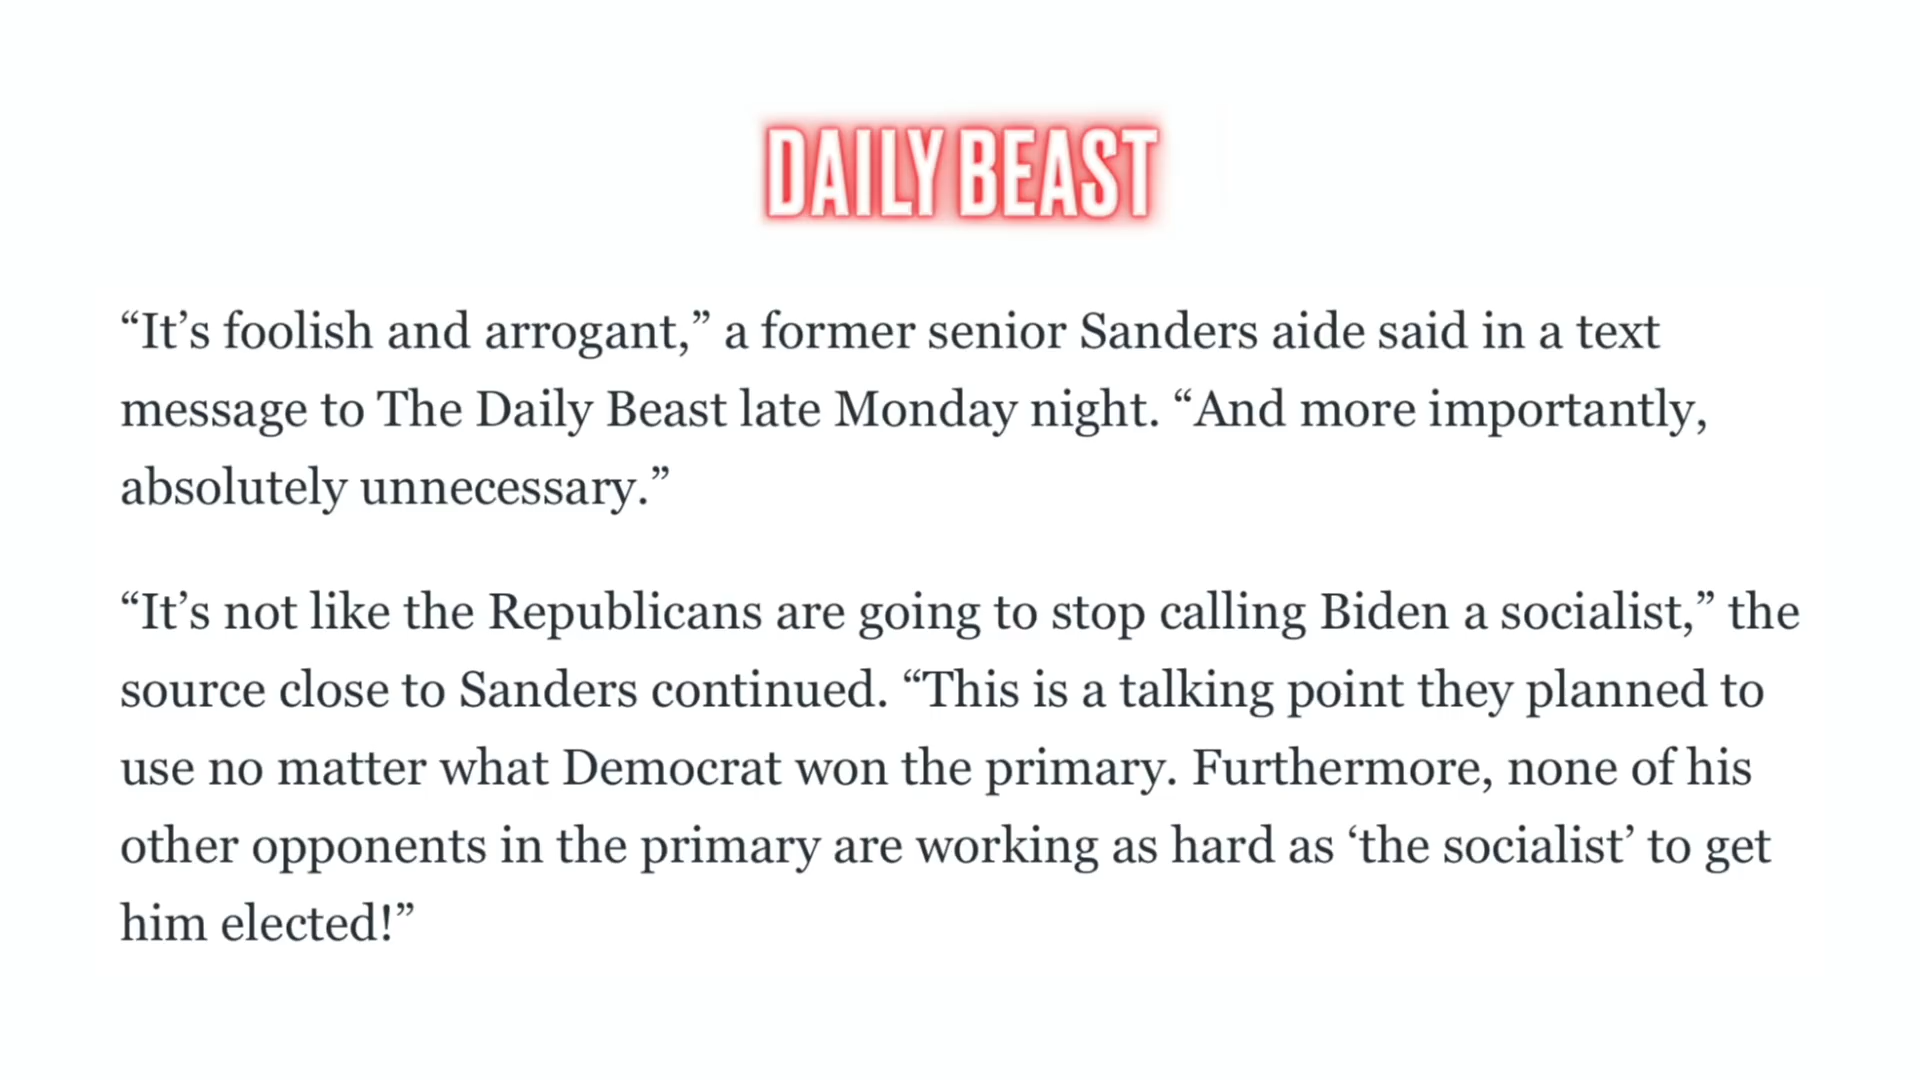 DAILY BEAST
“It’s foolish and arrogant,” a former senior Sanders aide said in a text
message to The Daily Beast late Monday night. “And more importantly,
absolutely unnecessary.”
“It’s not like the Republicans are going to stop calling Biden a socialist,” the
source close to Sanders continued. “This is a talking point they planned to
use no matter what Democrat won the primary. Furthermore, none of his
other opponents in the primary are working as hard as ‘the socialist’ to get
him elected!”